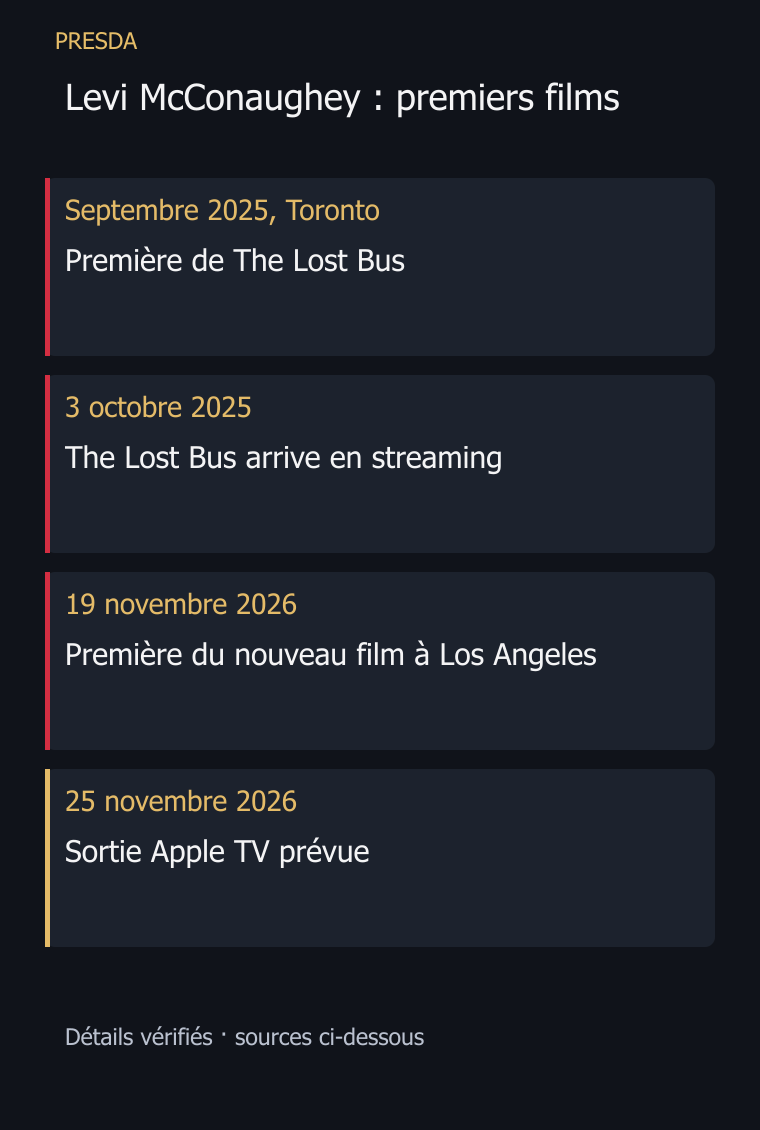 PRESDA
Levi McConaughey : premiers films
Septembre 2025, Toronto
Première de The Lost Bus
3 octobre 2025
The Lost Bus arrive en streaming
19 novembre 2026
Première du nouveau film à Los Angeles
25 novembre 2026
Sortie Apple TV prévue
Détails vérifiés · sources ci-dessous